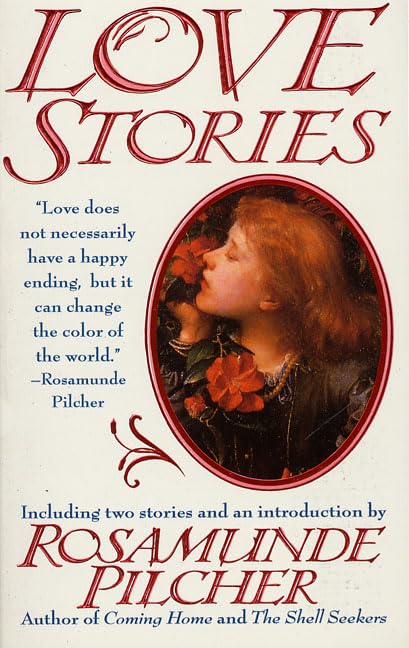 LOVE
STORIES
"Love does
not necessarily
have a happy
ending, but it
can change
the color of
the world."
–Rosamunde
Pilcher
Including two stories and an introduction by
ROSAMUNDE
PILCHER
Author of Coming Home and The Shell Seekers